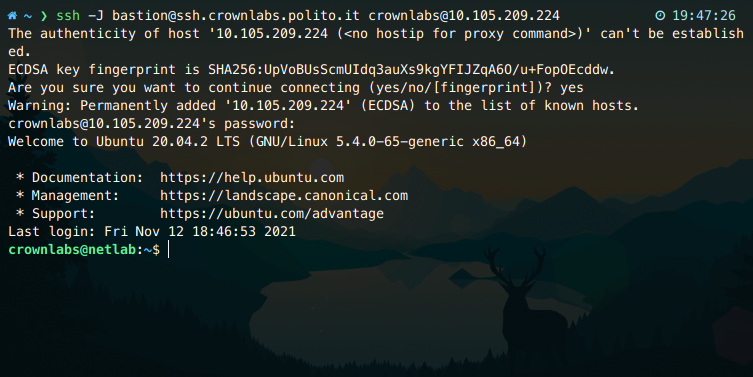 ~ ❯ ssh -J bastion@ssh.crownlabs.polito.it crownlabs@10.105.209.224 19:47:26
The authenticity of host '10.105.209.224 (<no hostip for proxy command>)' can't be establish
ed.
ECDSA key fingerprint is SHA256:UpVoBUsScmUIdq3auXs9kgYFIJZqA6O/u+FopOEcddw.
Are you sure you want to continue connecting (yes/no/[fingerprint])? yes
Warning: Permanently added '10.105.209.224' (ECDSA) to the list of known hosts.
crownlabs@10.105.209.224's password:
Welcome to Ubuntu 20.04.2 LTS (GNU/Linux 5.4.0-65-generic x86_64)
* Documentation: https://help.ubuntu.com
* Management: https://landscape.canonical.com
* Support: https://ubuntu.com/advantage
Last login: Fri Nov 12 18:46:53 2021
crownlabs@netlab:~$